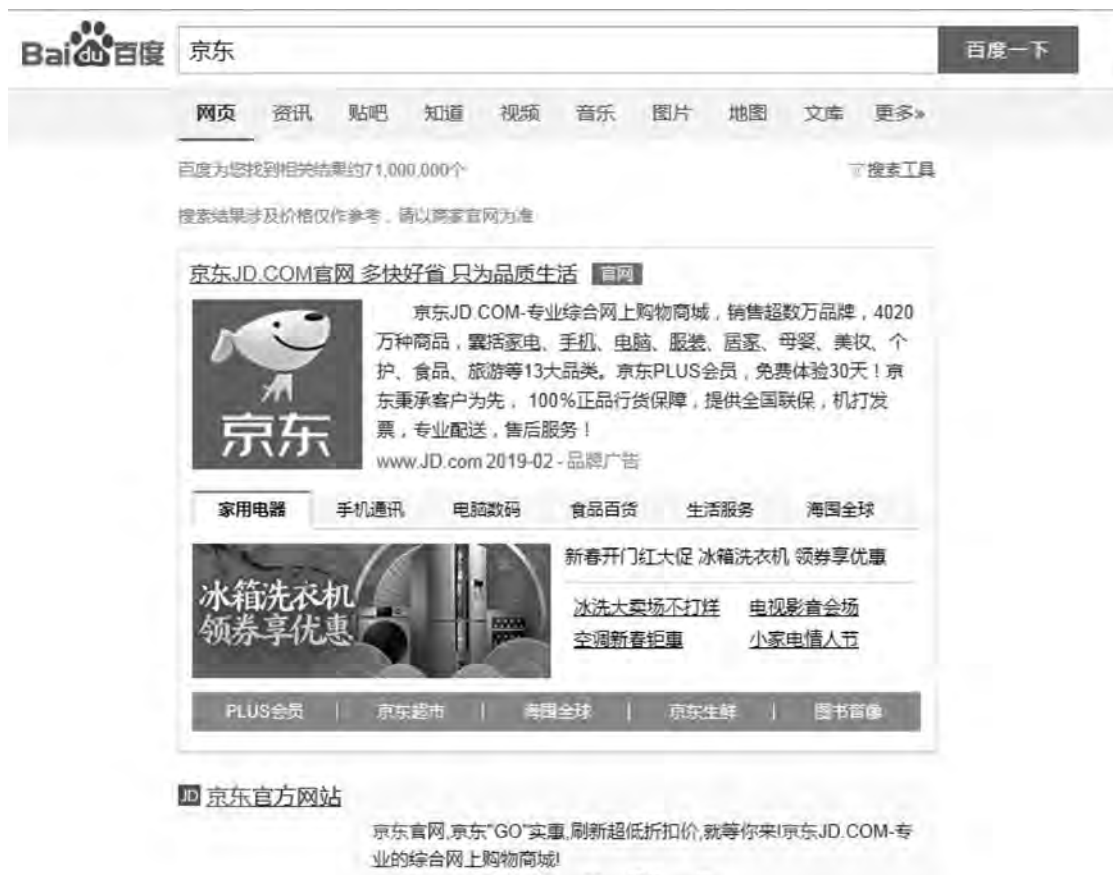 Bai du 百度 京东 百度一下
网页 资讯 贴吧 知道 视频 音乐 图片 地图 文库 更多»
百度为您找到相关结果约71,000,000个 搜索工具
搜索结果涉及价格仅作参考，请以商家官网为准
京东JD.COM官网 多快好省 只为品质生活 官网
京东JD.COM-专业综合网上购物商城，销售超数万品牌，4020
万种商品，囊括家电、手机、电脑、服装、居家、母婴、美妆、个
护、食品、旅游等13大品类。京东PLUS会员，免费体验30天！京
东秉承客户为先，100%正品行货保障，提供全国联保，机打发
票，专业配送，售后服务！
京东
www.JD.com 2019-02 - 品牌广告
家用电器 手机通讯 电脑数码 食品百货 生活服务 海囤全球
冰箱洗衣机
领券享优惠
新春开门红大促 冰箱洗衣机 领券享优惠
冰洗大卖场不打烊 电视影音会场
空调新春钜惠 小家电情人节
PLUS会员 | 京东超市 | 海囤全球 | 京东生鲜 | 图书音像
JD 京东官方网站
京东官网,京东"GO"实惠,刷新超低折扣价,就等你来!京东JD.COM-专
业的综合网上购物商城!